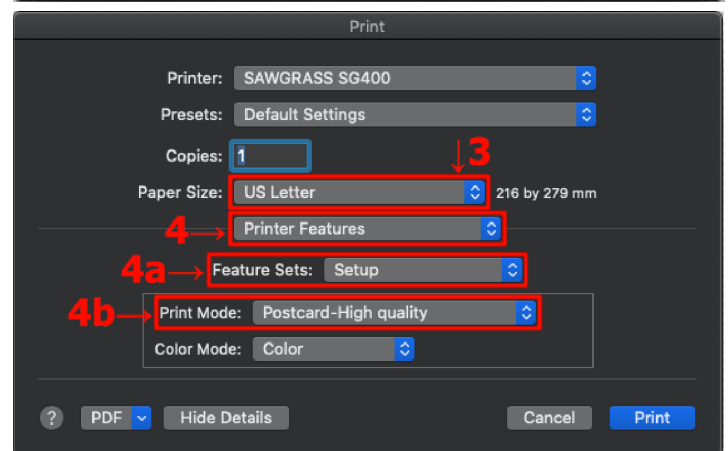 Print
Printer: SAWGRASS SG400
Presets: Default Settings
Copies: 1
↓3
Paper Size: US Letter 216 by 279 mm
4→ Printer Features
4a→ Feature Sets: Setup
4b→ Print Mode: Postcard-High quality
Color Mode: Color
? PDF Hide Details Cancel Print